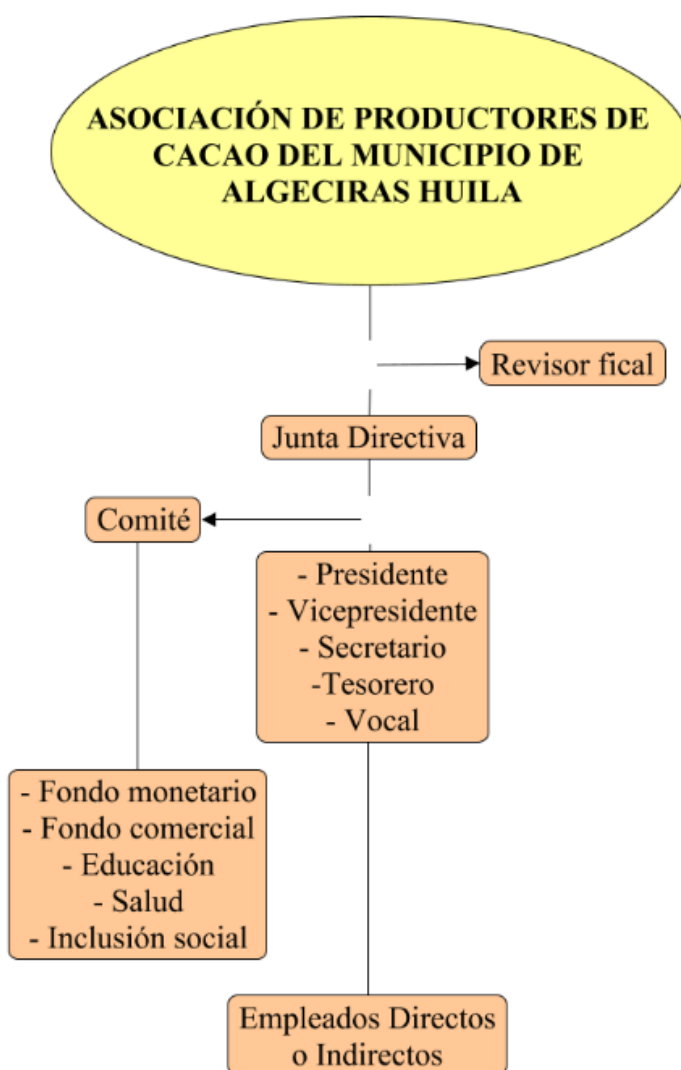 ASOCIACIÓN DE PRODUCTORES DE
CACAO DEL MUNICIPIO DE
ALGECIRAS HUILA
Revisor fical
Junta Directiva
Comité
- Presidente
- Vicepresidente
- Secretario
-Tesorero
- Vocal
- Fondo monetario
- Fondo comercial
- Educación
- Salud
- Inclusión social
Empleados Directos
o Indirectos